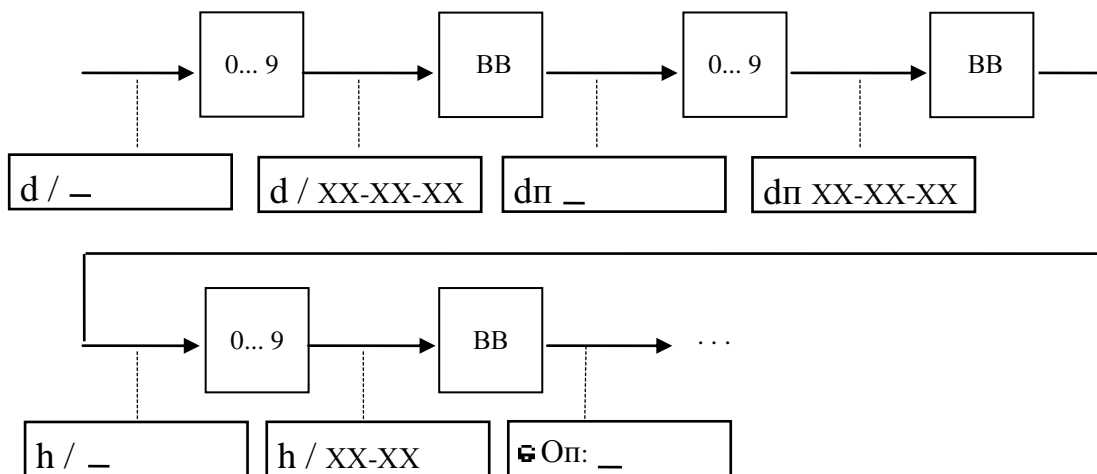 0... 9 ВВ 0... 9 ВВ
d / _ d / XX-XX-XX dп _ dп XX-XX-XX
0... 9 ВВ . . .
h / _ h / XX-XX Оп: _